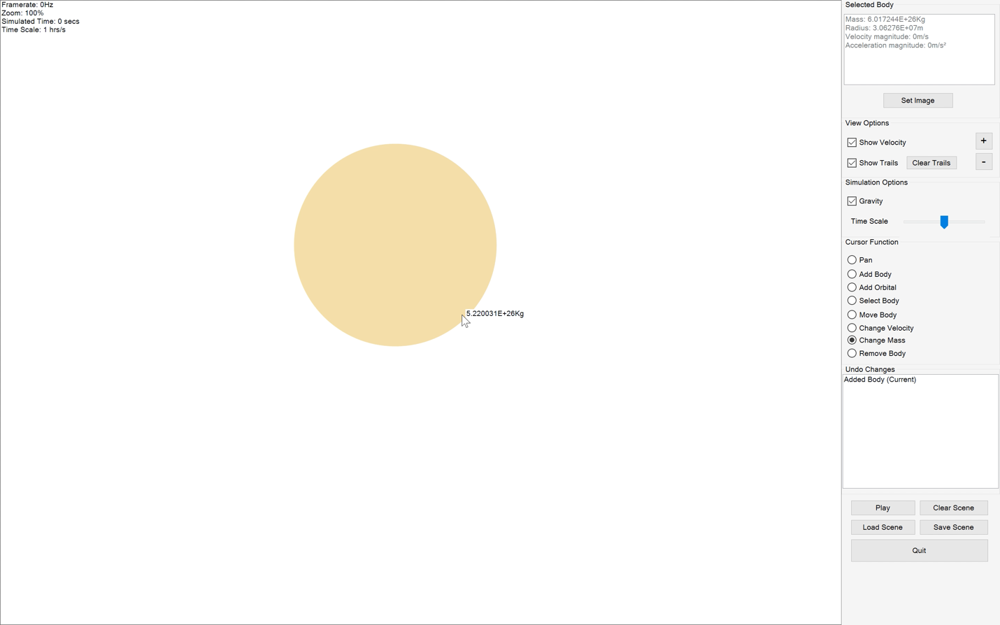 Framerate: 0Hz
Zoom: 100%
Simulated Time: 0 secs
Time Scale: 1 hrs/s
5.220031E+26Kg
Selected Body
Mass: 6.017244E+26Kg
Radius: 3.06276E+07m
Velocity magnitude: 0m/s
Acceleration magnitude: 0m/s²
Set Image
View Options
Show Velocity
+
Show Trails
Clear Trails
-
Simulation Options
Gravity
Time Scale
Cursor Function
Pan
Add Body
Add Orbital
Select Body
Move Body
Change Velocity
Change Mass
Remove Body
Undo Changes
Added Body (Current)
Play
Clear Scene
Load Scene
Save Scene
Quit